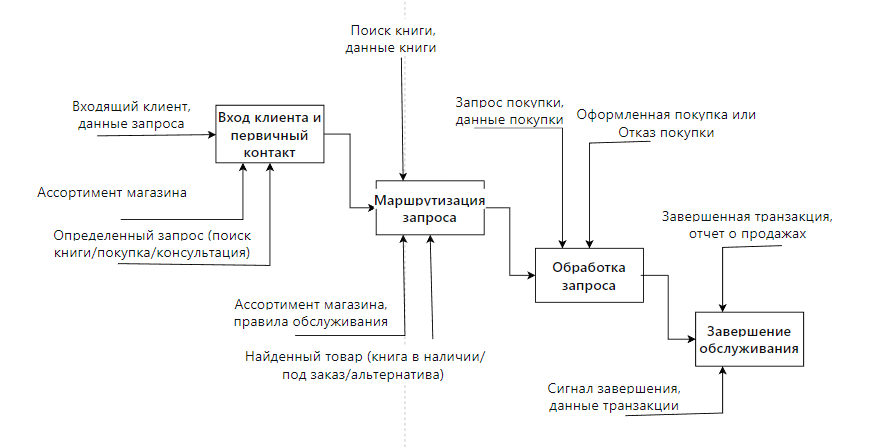 Поиск книги,
данные книги
Входящий клиент,
данные запроса
Вход клиента и
первичный
контакт
Запрос покупки,
данные покупки
Оформленная покупка или
Отказ покупки
Ассортимент магазина
Маршрутизация
запроса
Определенный запрос (поиск
книги/покупка/консультация)
Завершенная транзакция,
отчет о продажах
Обработка
запроса
Ассортимент магазина,
правила обслуживания
Завершение
обслуживания
Найденный товар (книга в наличии/
под заказ/альтернатива)
Сигнал завершения,
данные транзакции